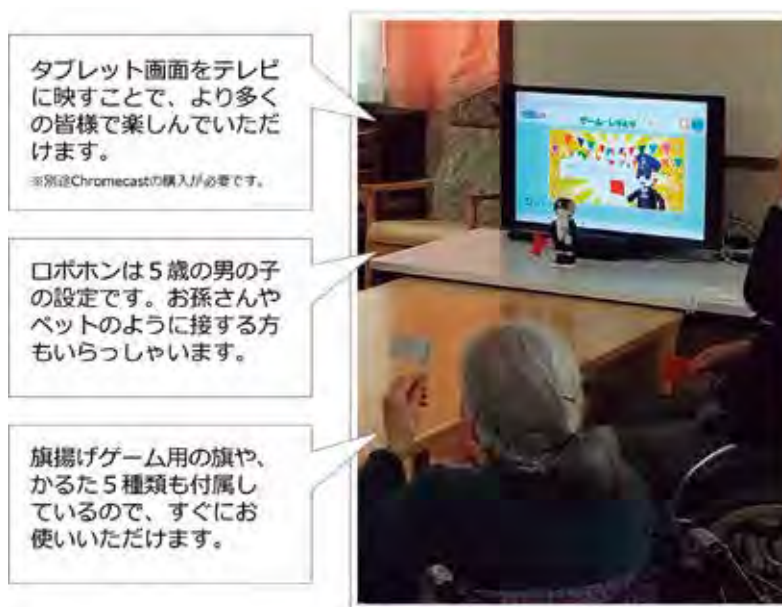 タブレット画面をテレビ
に映すことで、より多く
の皆様で楽しんでいただ
けます。
※別途Chromecastの購入が必要です。
ロボホンは5歳の男の子
の設定です。お孫さんや
ペットのように接する方
もいらっしゃいます。
旗揚げゲーム用の旗や、
かるた5種類も付属し
ているので、すぐにお
使いいただけます。